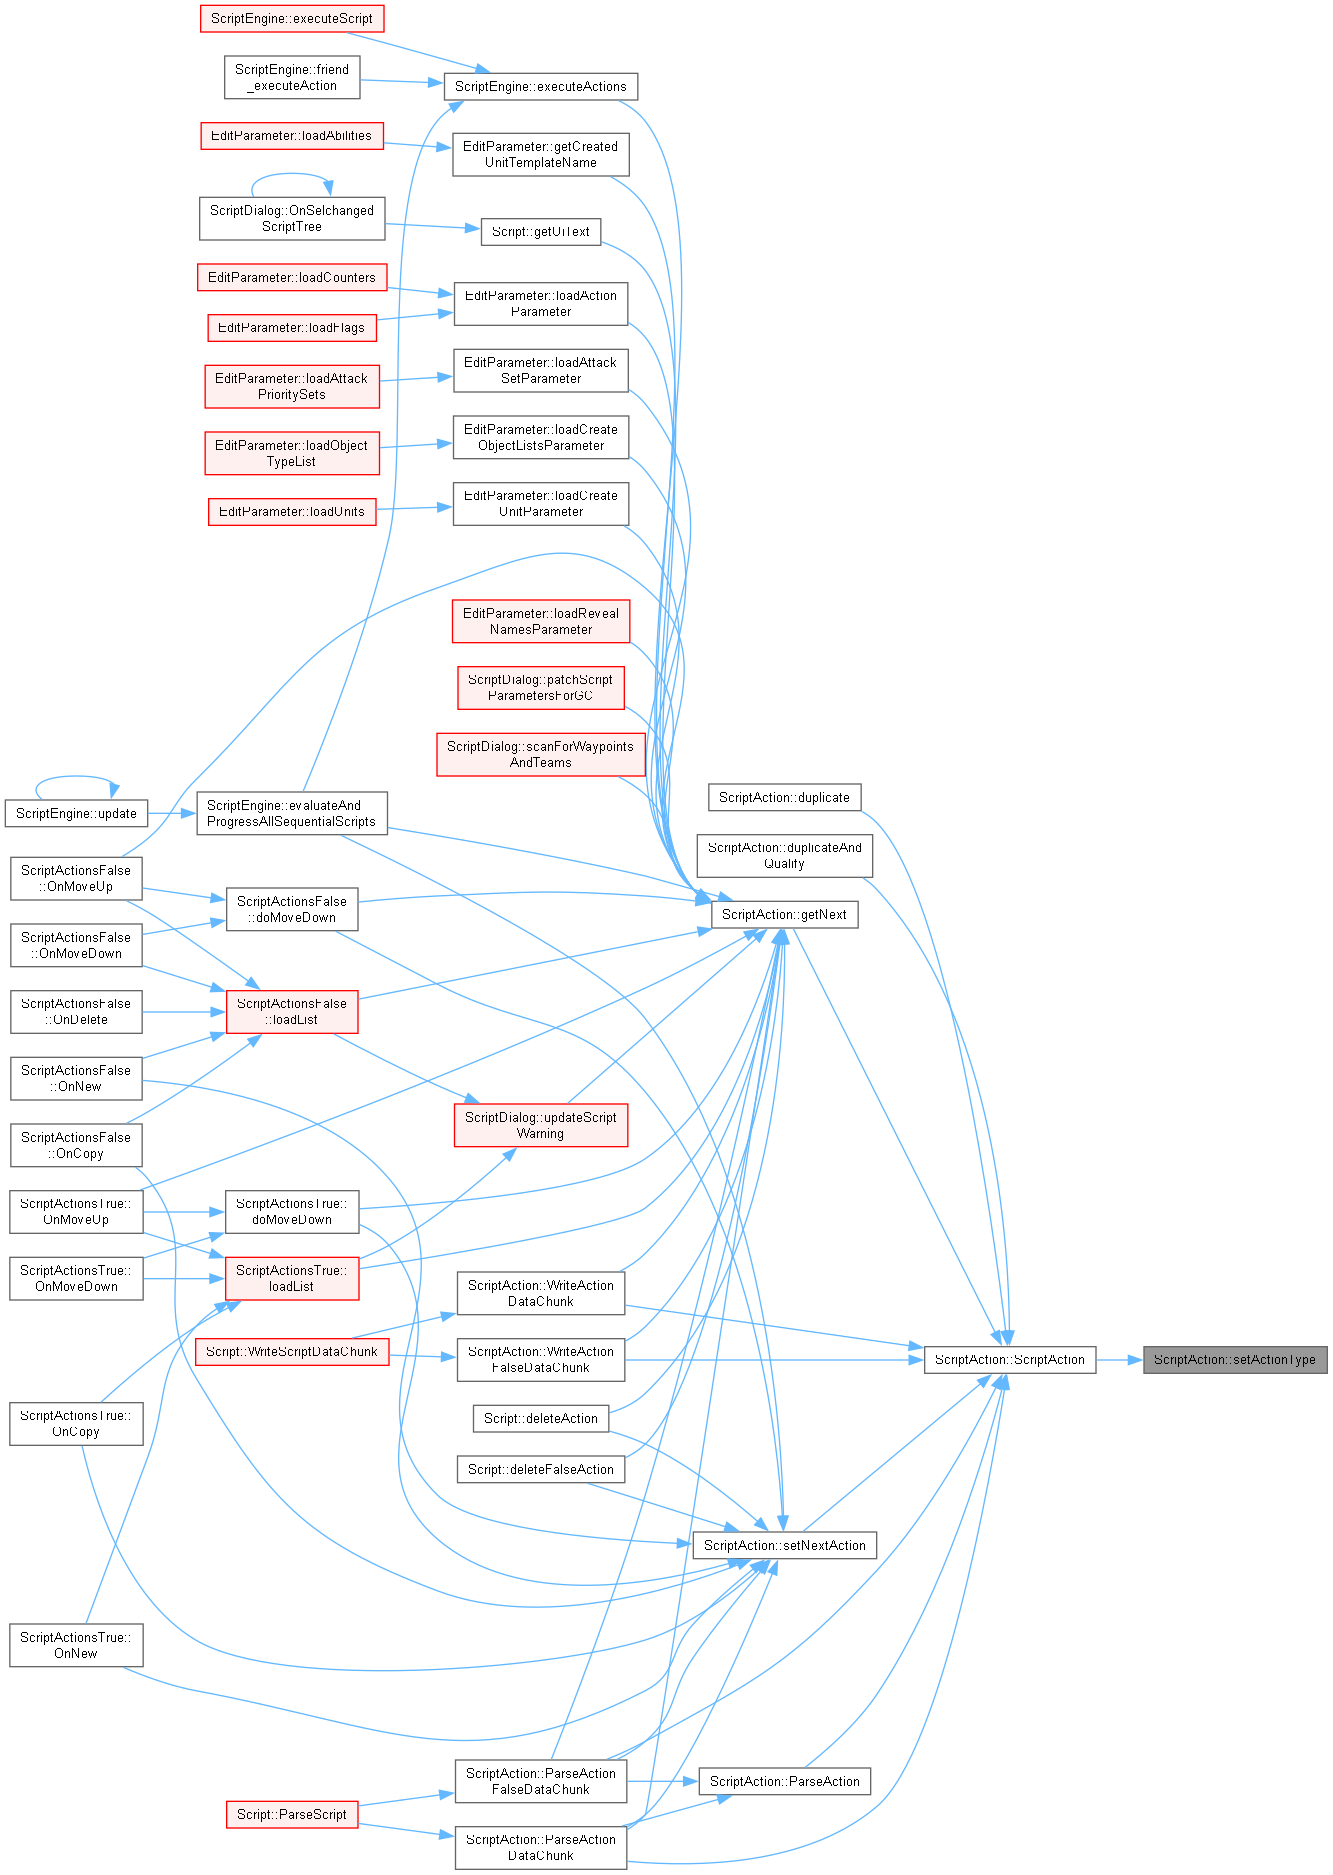 ScriptEngine::executeScript
ScriptEngine::friend
_executeAction
ScriptEngine::executeActions
EditParameter::loadAbilities
EditParameter::getCreated
UnitTemplateName
ScriptDialog::OnSelchanged
ScriptTree
Script::getUiText
EditParameter::loadCounters
EditParameter::loadAction
Parameter
EditParameter::loadFlags
EditParameter::loadAttack
PrioritySets
EditParameter::loadAttack
SetParameter
EditParameter::loadObject
TypeList
EditParameter::loadCreate
ObjectListsParameter
EditParameter::loadUnits
EditParameter::loadCreate
UnitParameter
EditParameter::loadReveal
NamesParameter
ScriptDialog::patchScript
ParametersForGC
ScriptDialog::scanForWaypoints
AndTeams
ScriptEngine::update
ScriptEngine::evaluateAnd
ProgressAllSequentialScripts
ScriptAction::duplicate
ScriptAction::duplicateAnd
Qualify
ScriptActionsFalse
::OnMoveUp
ScriptActionsFalse
::doMoveDown
ScriptAction::getNext
ScriptActionsFalse
::OnMoveDown
ScriptActionsFalse
::OnDelete
ScriptActionsFalse
::loadList
ScriptActionsFalse
::OnNew
ScriptDialog::updateScript
Warning
ScriptActionsFalse
::OnCopy
ScriptActionsTrue::
OnMoveUp
ScriptActionsTrue::
doMoveDown
ScriptActionsTrue::
OnMoveDown
ScriptActionsTrue::
loadList
ScriptAction::WriteAction
DataChunk
Script::WriteScriptDataChunk
ScriptAction::WriteAction
FalseDataChunk
ScriptAction::ScriptAction
ScriptAction::setActionType
ScriptActionsTrue::
OnCopy
Script::deleteAction
Script::deleteFalseAction
ScriptAction::setNextAction
ScriptActionsTrue::
OnNew
ScriptAction::ParseAction
FalseDataChunk
ScriptAction::ParseAction
Script::ParseScript
ScriptAction::ParseAction
DataChunk